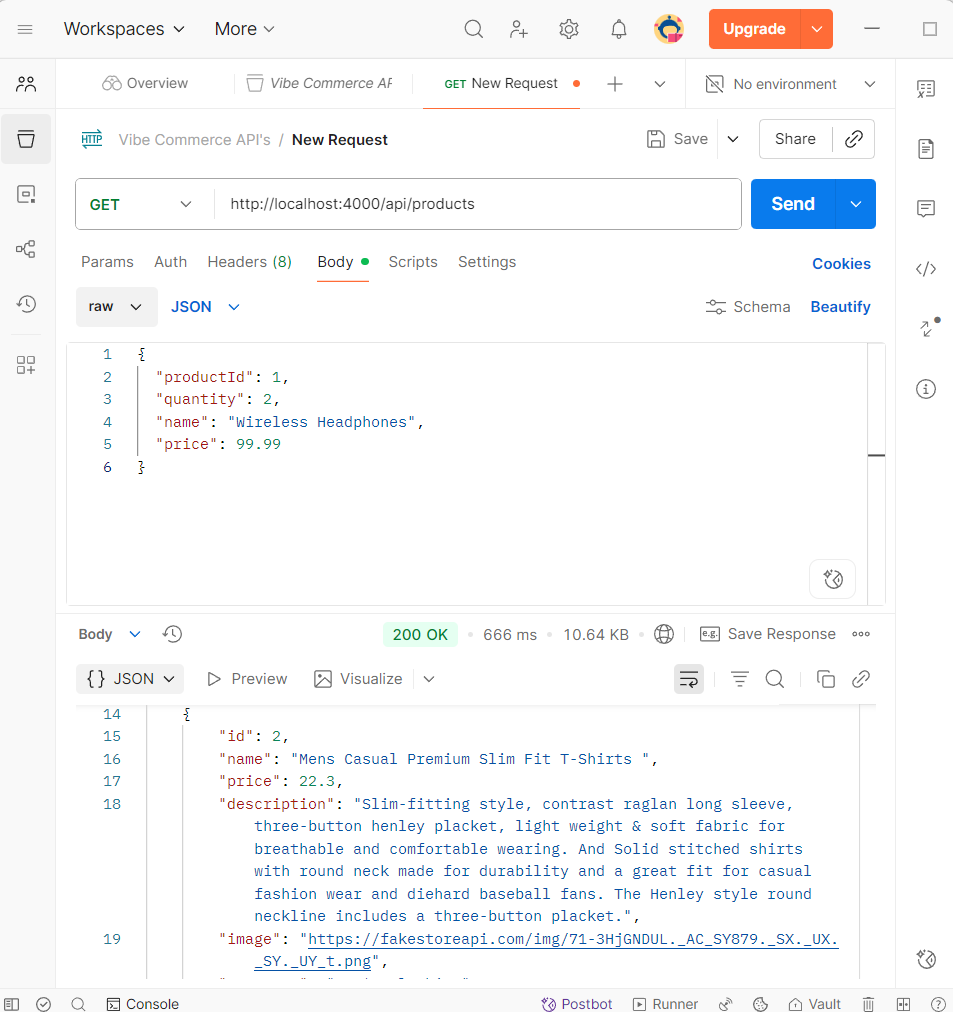 Workspaces More Upgrade
Overview Vibe Commerce AP GET New Request No environment
HTTP Vibe Commerce API's / New Request Save Share
GET http://localhost:4000/api/products Send
Params Auth Headers (8) Body Scripts Settings Cookies
raw JSON Schema Beautify
1 {
2 "productId": 1,
3 "quantity": 2,
4 "name": "Wireless Headphones",
5 "price": 99.99
6 }
Body 200 OK 666 ms 10.64 KB e.g. Save Response
{} JSON Preview Visualize
14 {
15 "id": 2,
16 "name": "Mens Casual Premium Slim Fit T-Shirts ",
17 "price": 22.3,
18 "description": "Slim-fitting style, contrast raglan long sleeve,
three-button henley placket, light weight & soft fabric for
breathable and comfortable wearing. And Solid stitched shirts
with round neck made for durability and a great fit for casual
fashion wear and diehard baseball fans. The Henley style round
neckline includes a three-button placket.",
19 "image": "https://fakestoreapi.com/img/71-3HjGNDUL._AC_SY879._SX._UX.
_SY._UY_t.png",
Console Postbot Runner Vault